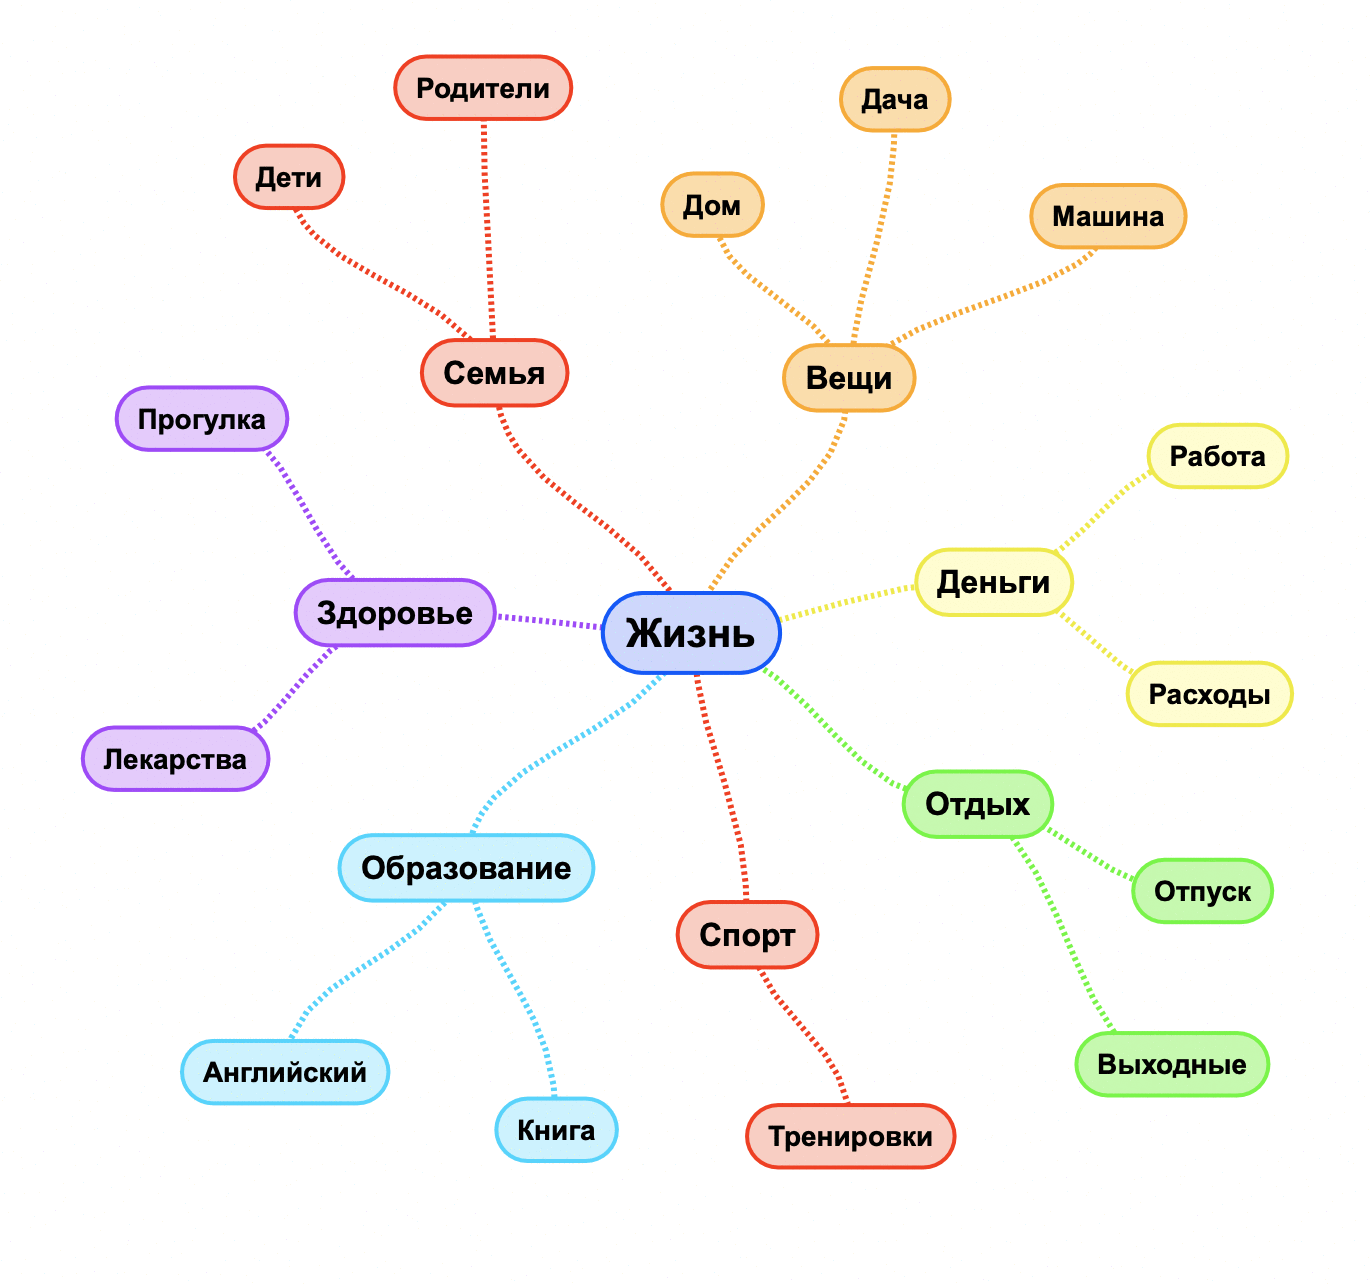 Родители
Дача
Дети
Дом
Машина
Семья
Вещи
Прогулка
Работа
Деньги
Здоровье
Жизнь
Расходы
Лекарства
Отдых
Образование
Отпуск
Спорт
Выходные
Английский
Книга
Тренировки